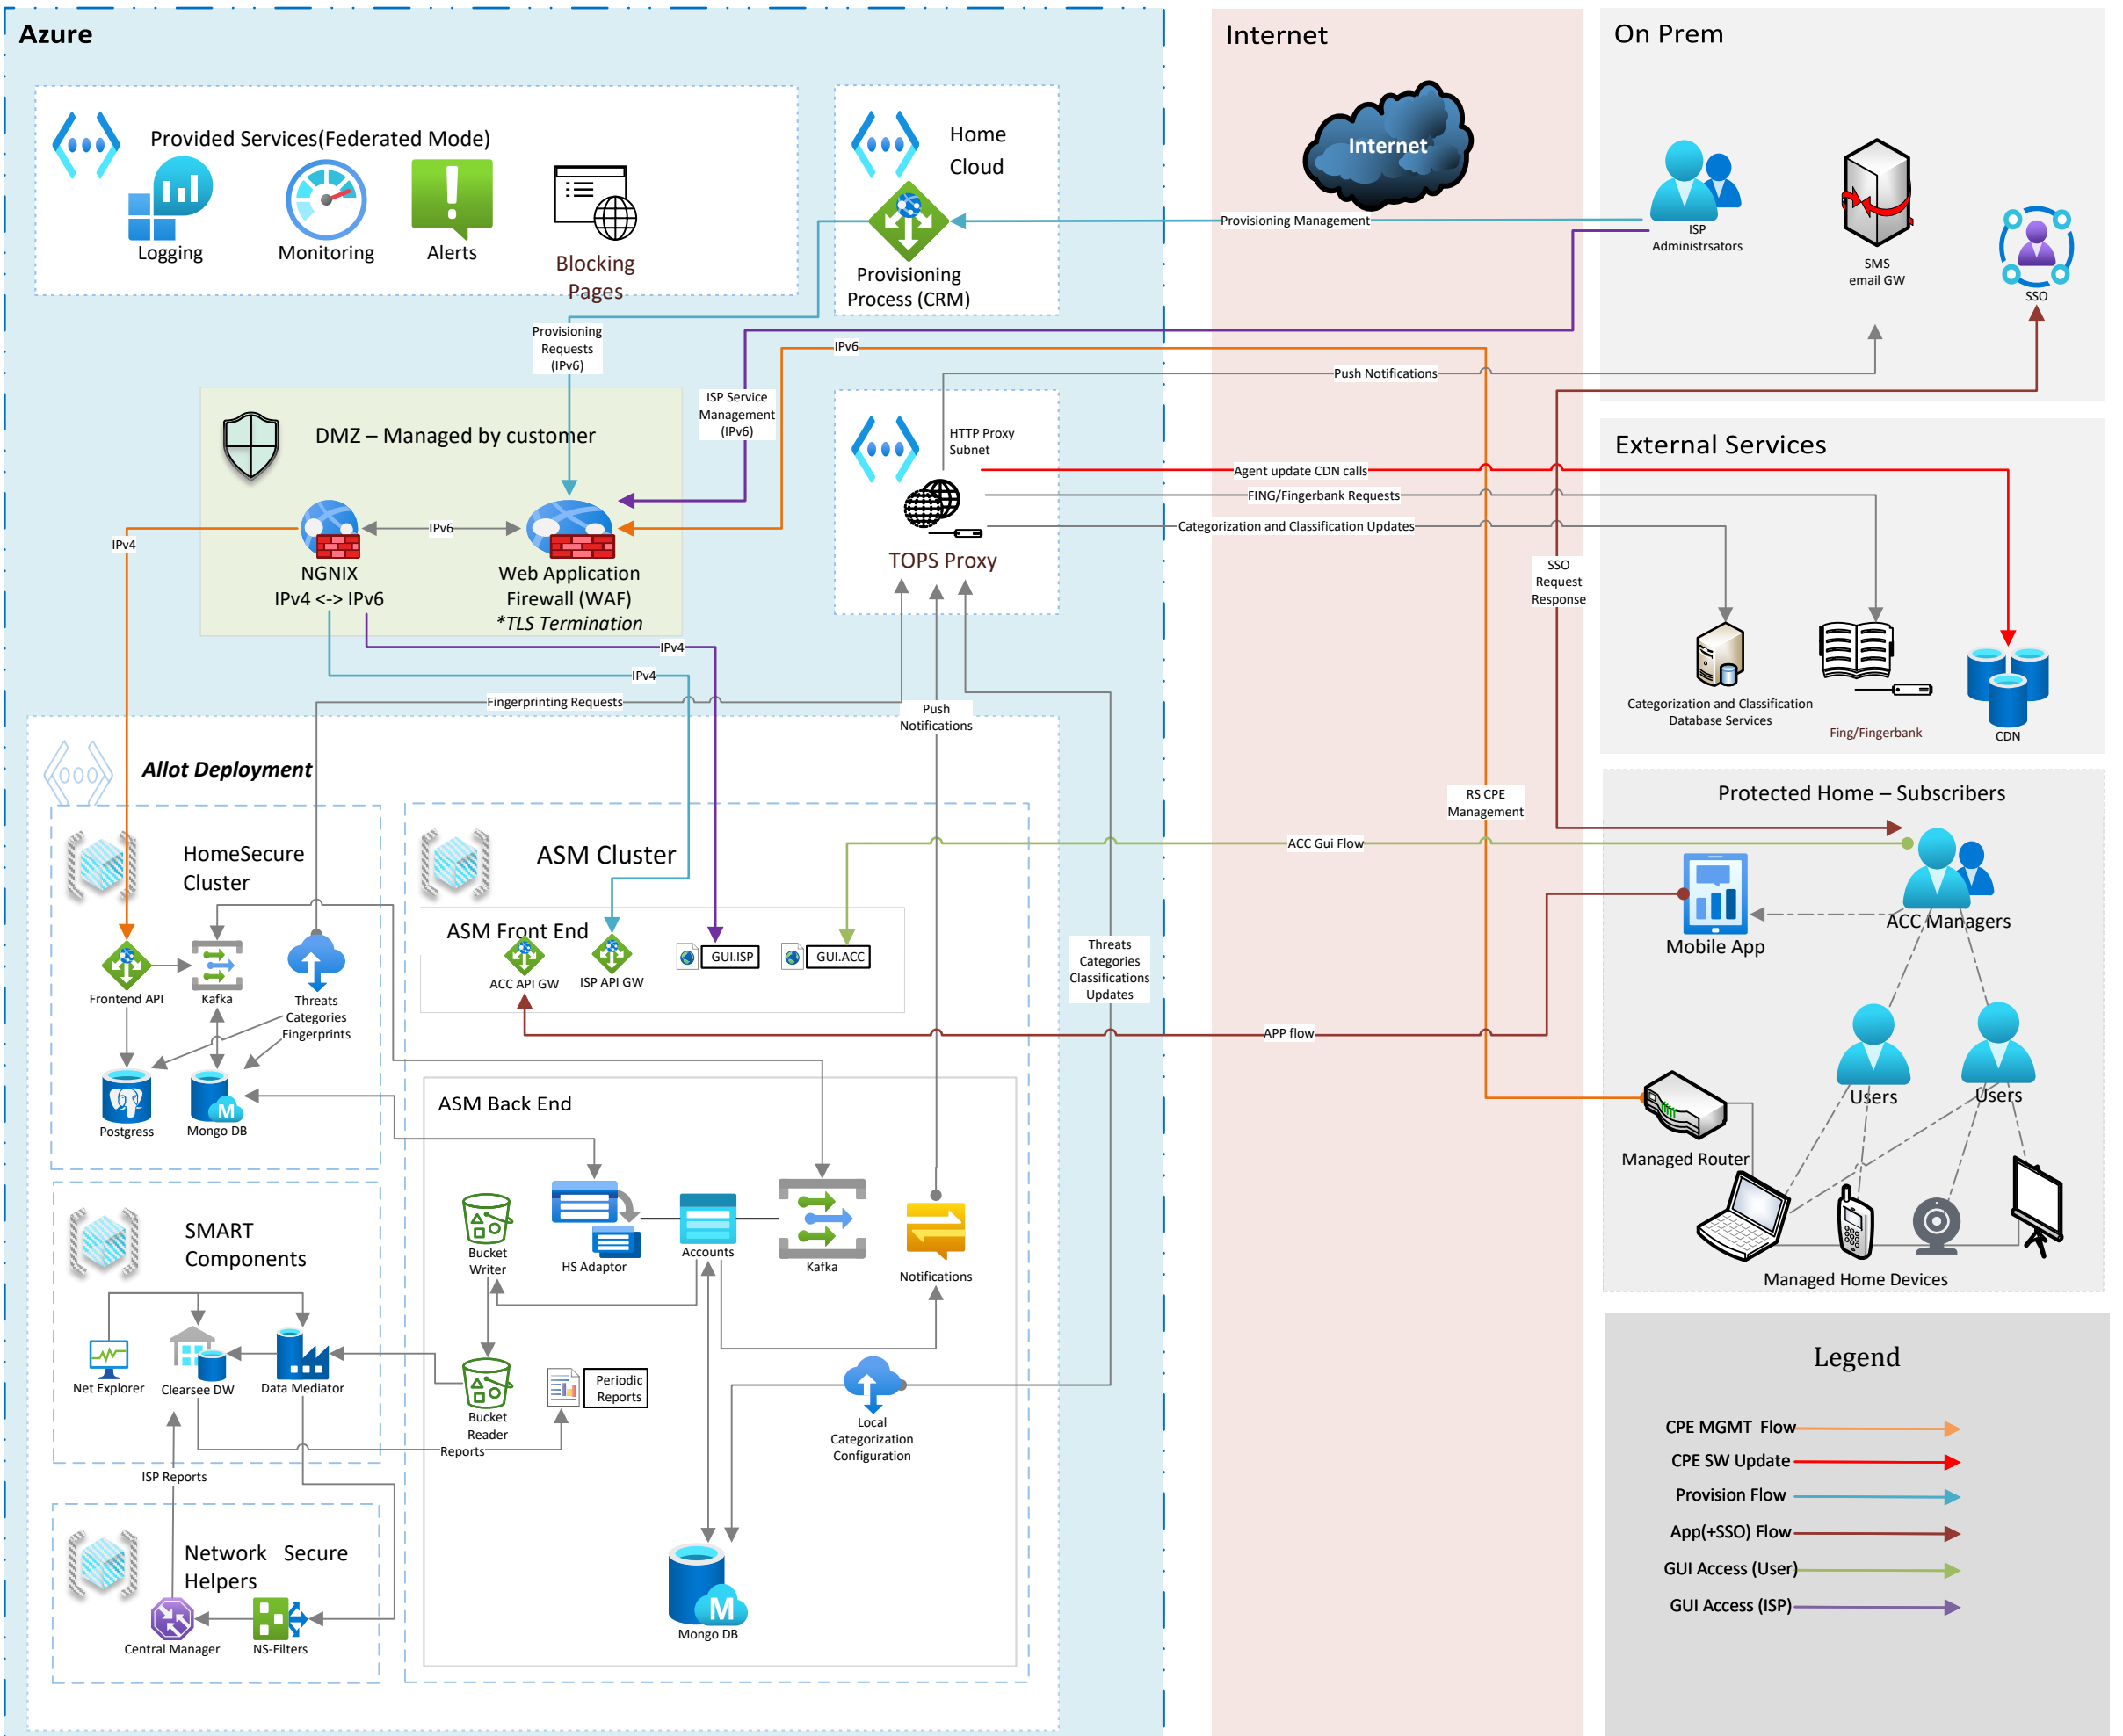 Azure
Internet
On Prem
Provided Services(Federated Mode)
Logging
Monitoring
Alerts
Blocking
Pages
Home
Cloud
Provisioning
Process (CRM)
Internet
Provisioning Management
ISP
Administrsators
SMS
email GW
SSO
Provisioning
Requests
(IPv6)
ISP Service
Management
(IPv6)
IPv6
Push Notifications
DMZ – Managed by customer
NGNIX
IPv4 <-> IPv6
IPv6
Web Application
Firewall (WAF)
*TLS Termination
IPv4
IPv4
IPv4
HTTP Proxy
Subnet
TOPS Proxy
Agent update CDN calls
FING/Fingerbank Requests
Categorization and Classification Updates
SSO
Request
Response
External Services
Categorization and Classification
Database Services
Fing/Fingerbank
CDN
Fingerprinting Requests
Push
Notifications
Allot Deployment
HomeSecure
Cluster
Frontend API
Kafka
Threats
Categories
Fingerprints
Postgress
Mongo DB
ASM Cluster
ASM Front End
ACC API GW
ISP API GW
GUI.ISP
GUI.ACC
Threats
Categories
Classifications
Updates
RS CPE
Management
ACC Gui Flow
APP flow
Protected Home – Subscribers
Mobile App
ACC Managers
Users
Users
Managed Router
Managed Home Devices
ASM Back End
Bucket
Writer
HS Adaptor
Accounts
Kafka
Notifications
Bucket
Reader
Periodic
Reports
Reports
Local
Categorization
Configuration
Mongo DB
SMART
Components
Net Explorer
Clearsee DW
Data Mediator
ISP Reports
Network Secure
Helpers
Central Manager
NS-Filters
Legend
CPE MGMT Flow
CPE SW Update
Provision Flow
App(+SSO) Flow
GUI Access (User)
GUI Access (ISP)